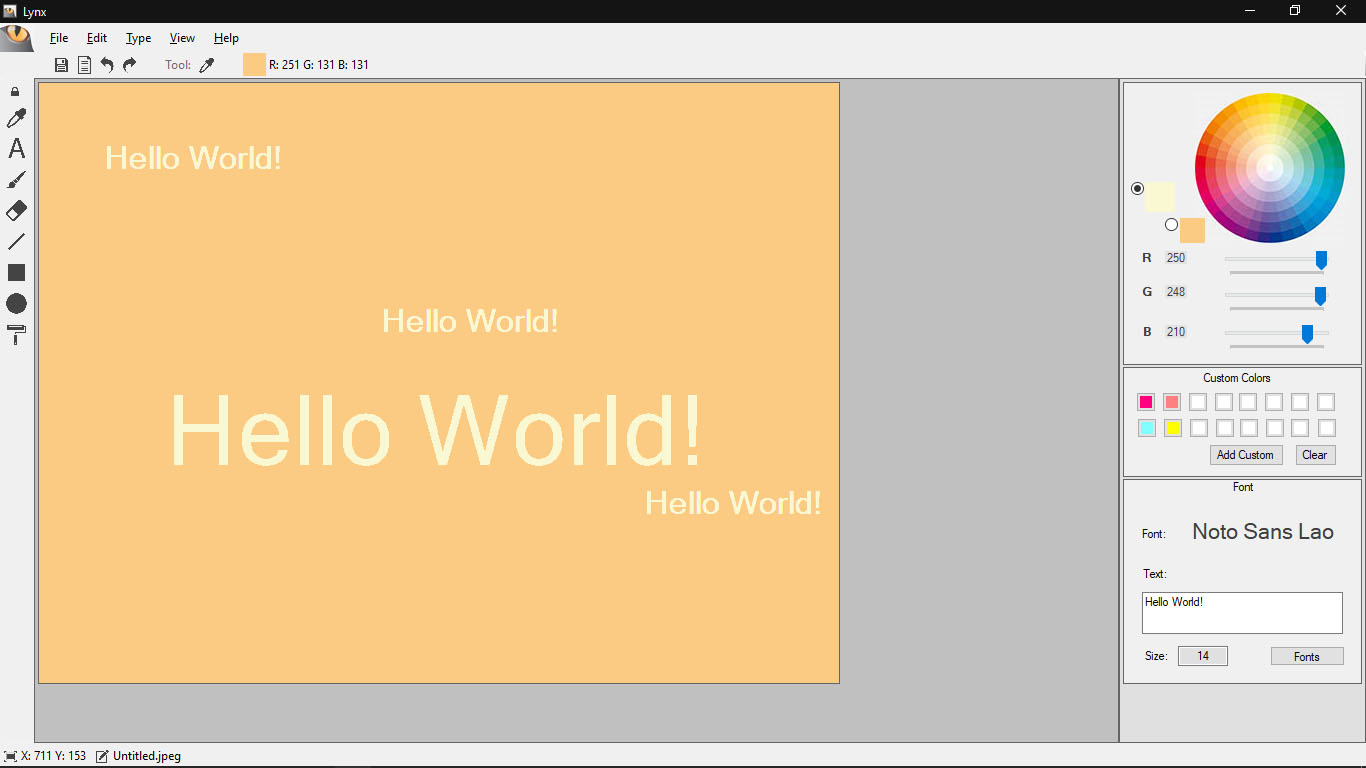 Lynx
File Edit Type View Help
Tool: R: 251 G: 131 B: 131
Hello World!
Hello World!
Hello World!
Hello World!
R 250
G 248
B 210
Custom Colors
Add Custom Clear
Font
Font: Noto Sans Lao
Text:
Hello World!
Size: 14 Fonts
X: 711 Y: 153 Untitled.jpeg